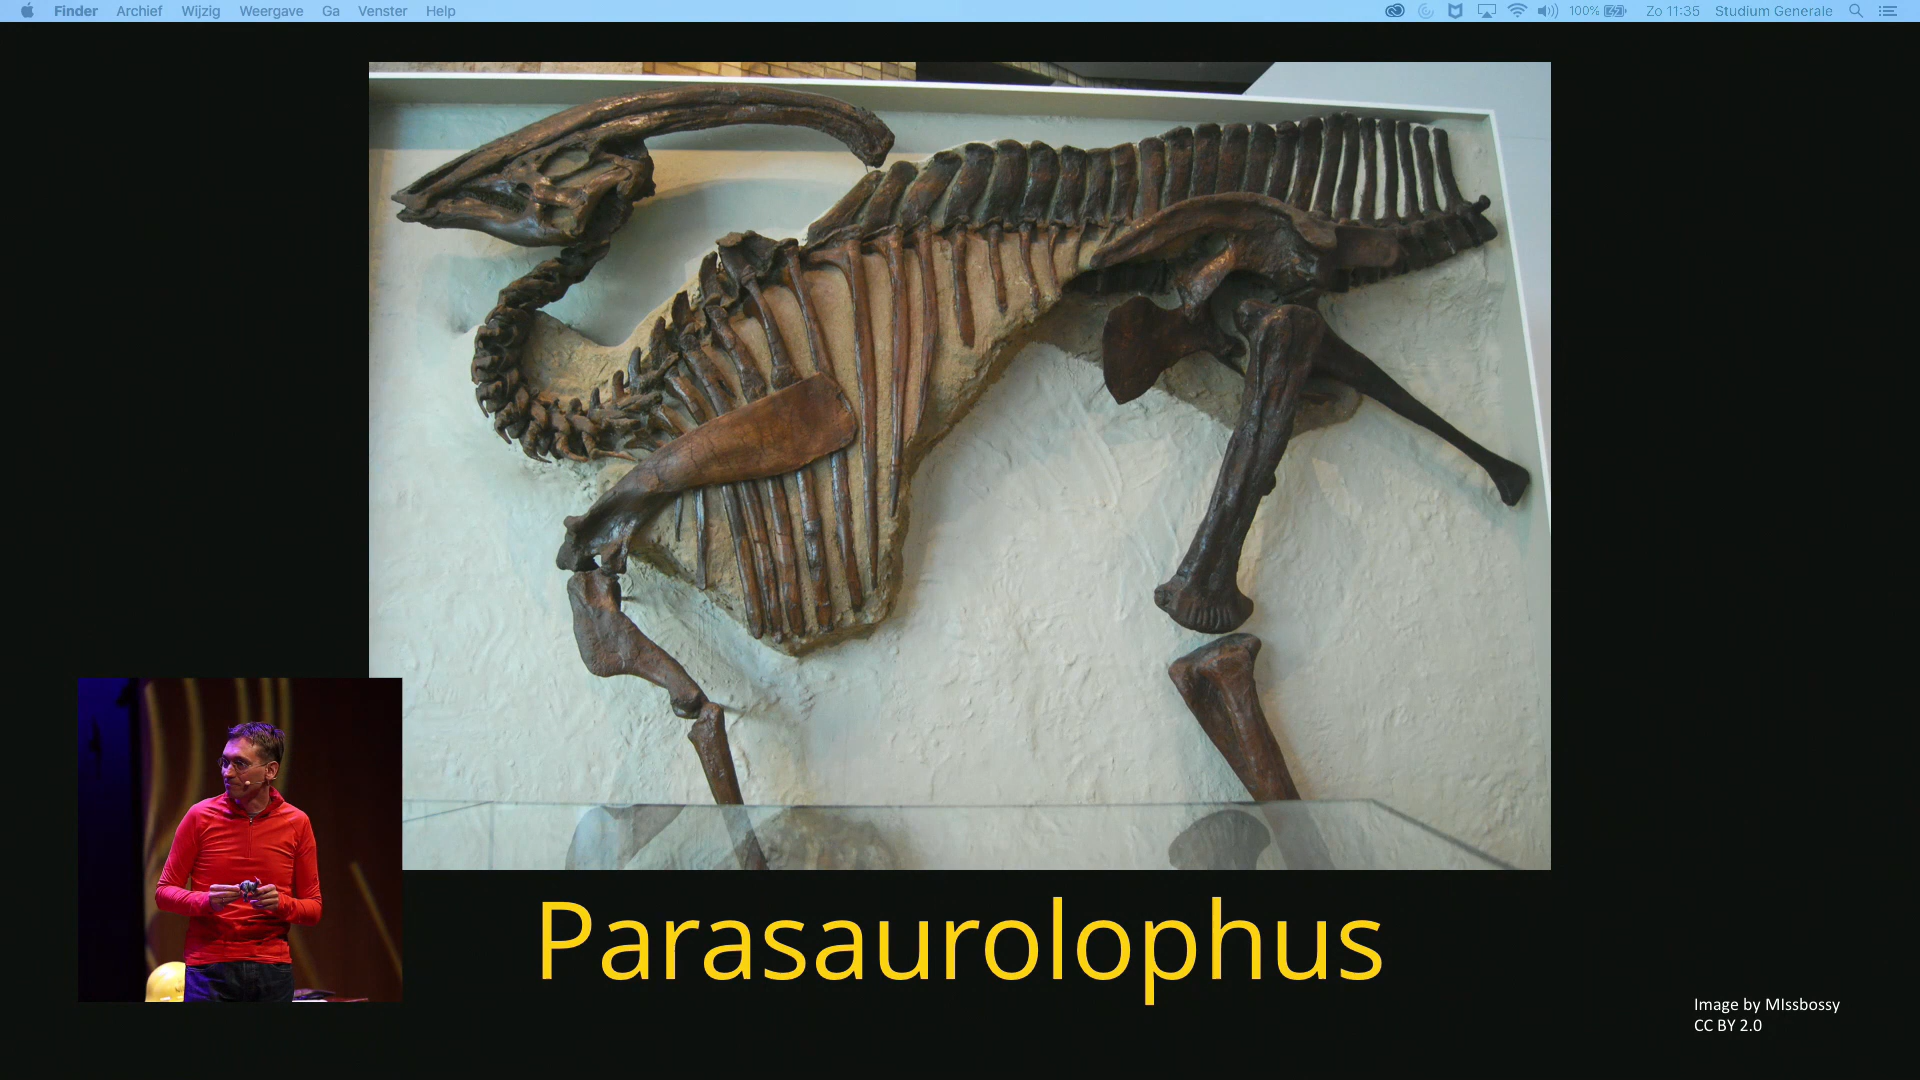 Finder Archief Wijzig Weergave Ga Venster Help 100% Zo 11:35 Studium Generale
Parasaurolophus
Image by MIssbossy
CC BY 2.0